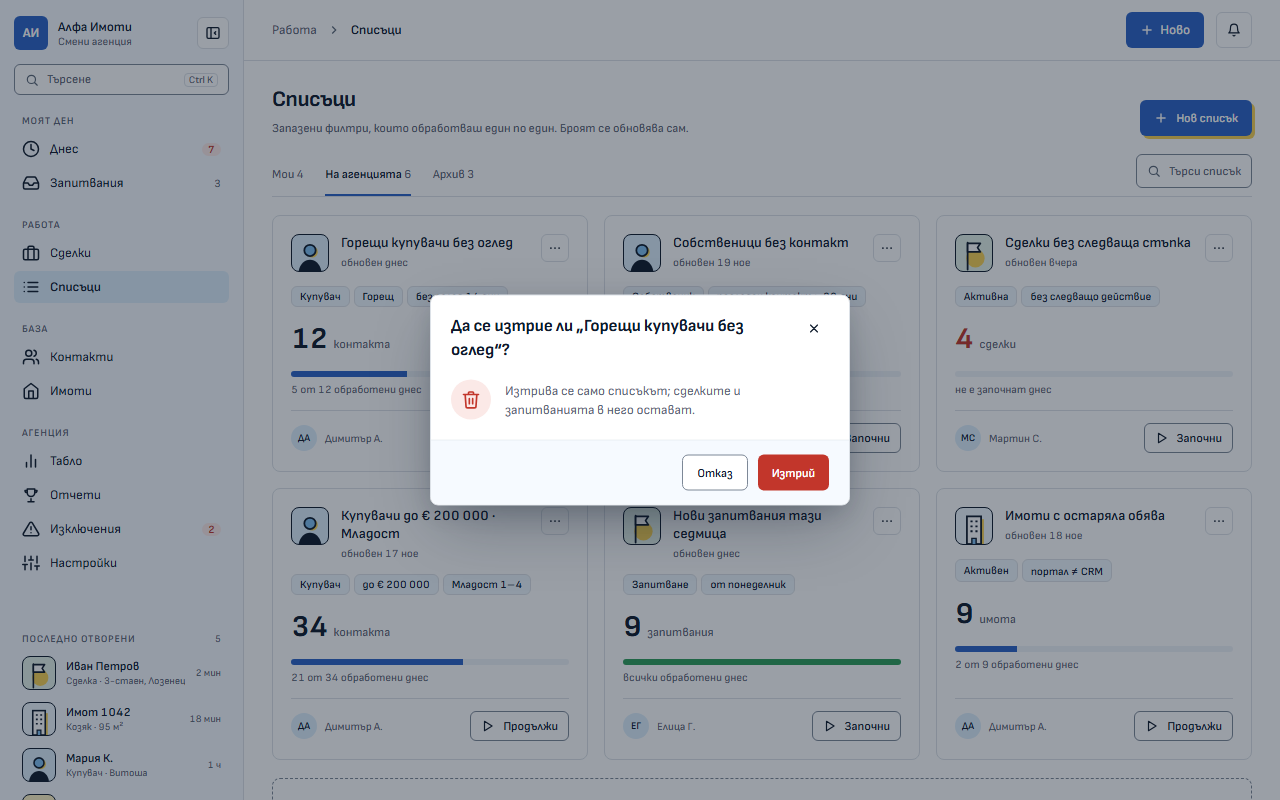 АИ
Алфа Имоти
Смени агенция
Търсене
Ctrl K
МОЯТ ДЕН
Днес
7
Запитвания
3
РАБОТА
Сделки
Списъци
БАЗА
Контакти
Имоти
АГЕНЦИЯ
Табло
Отчети
Изключения
2
Настройки
ПОСЛЕДНО ОТВОРЕНИ
5
Иван Петров
Сделка · 3-стаен, Лозенец
2 мин
Имот 1042
Козяк · 95 м²
18 мин
Мария К.
Купувач · Витоша
1 ч
Работа
Списъци
Ново
Списъци
Запазени филтри, които обработваш един по един. Броят се обновява сам.
Нов списък
Мои 4
На агенцията 6
Архив 3
Търси списък
Горещи купувачи без оглед
обновен днес
Купувач
Горещ
12 контакта
5 от 12 обработени днес
ДА
Димитър А.
Собственици без контакт
обновен 19 ное
Сделки без следваща стъпка
обновен вчера
Активна
без следващо действие
4 сделки
не е започнат днес
МС
Мартин С.
Започни
Да се изтрие ли „Горещи купувачи без
оглед“?
Изтрива се само списъкът; сделките и
запитванията в него остават.
Отказ
Изтрий
Купувачи до € 200 000 ·
Младост
обновен 17 ное
Купувач
до € 200 000
Младост 1–4
34 контакта
21 от 34 обработени днес
ДА
Димитър А.
Продължи
Нови запитвания тази
седмица
обновен днес
Запитване
от понеделник
9 запитвания
всички обработени днес
ЕГ
Елица Г.
Започни
Имоти с остаряла обява
обновен 18 ное
Активен
портал ≠ CRM
9 имота
2 от 9 обработени днес
ДА
Димитър А.
Продължи